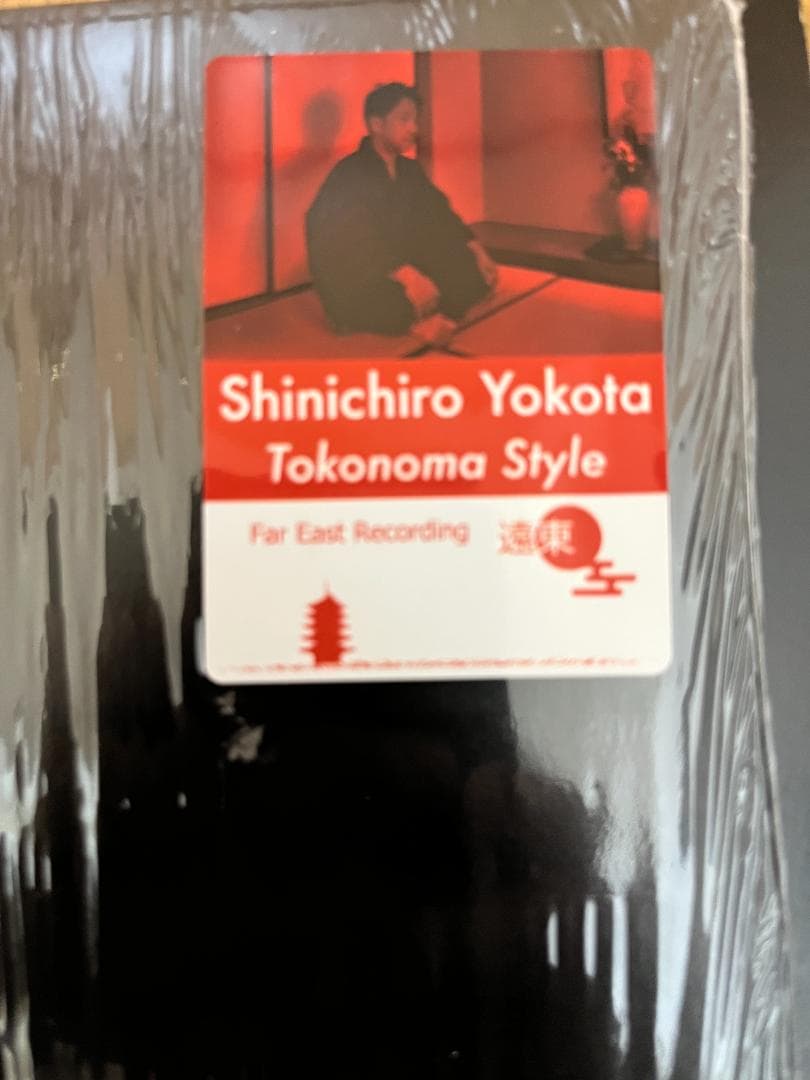 Shinichiro Yokota
Tokonoma Style
Far East Recording 遠東